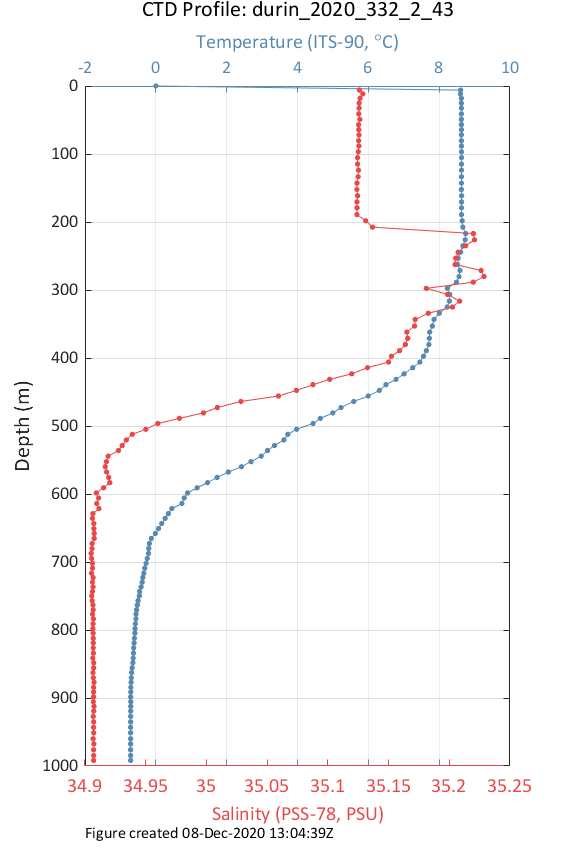 CTD Profile: durin_2020_332_2_43
Temperature (ITS-90, °C)
-2 0 2 4 6 8 10
0
100
200
300
400
500
600
700
800
900
1000
Depth (m)
34.9 34.95 35 35.05 35.1 35.15 35.2 35.25
Salinity (PSS-78, PSU)
Figure created 08-Dec-2020 13:04:39Z